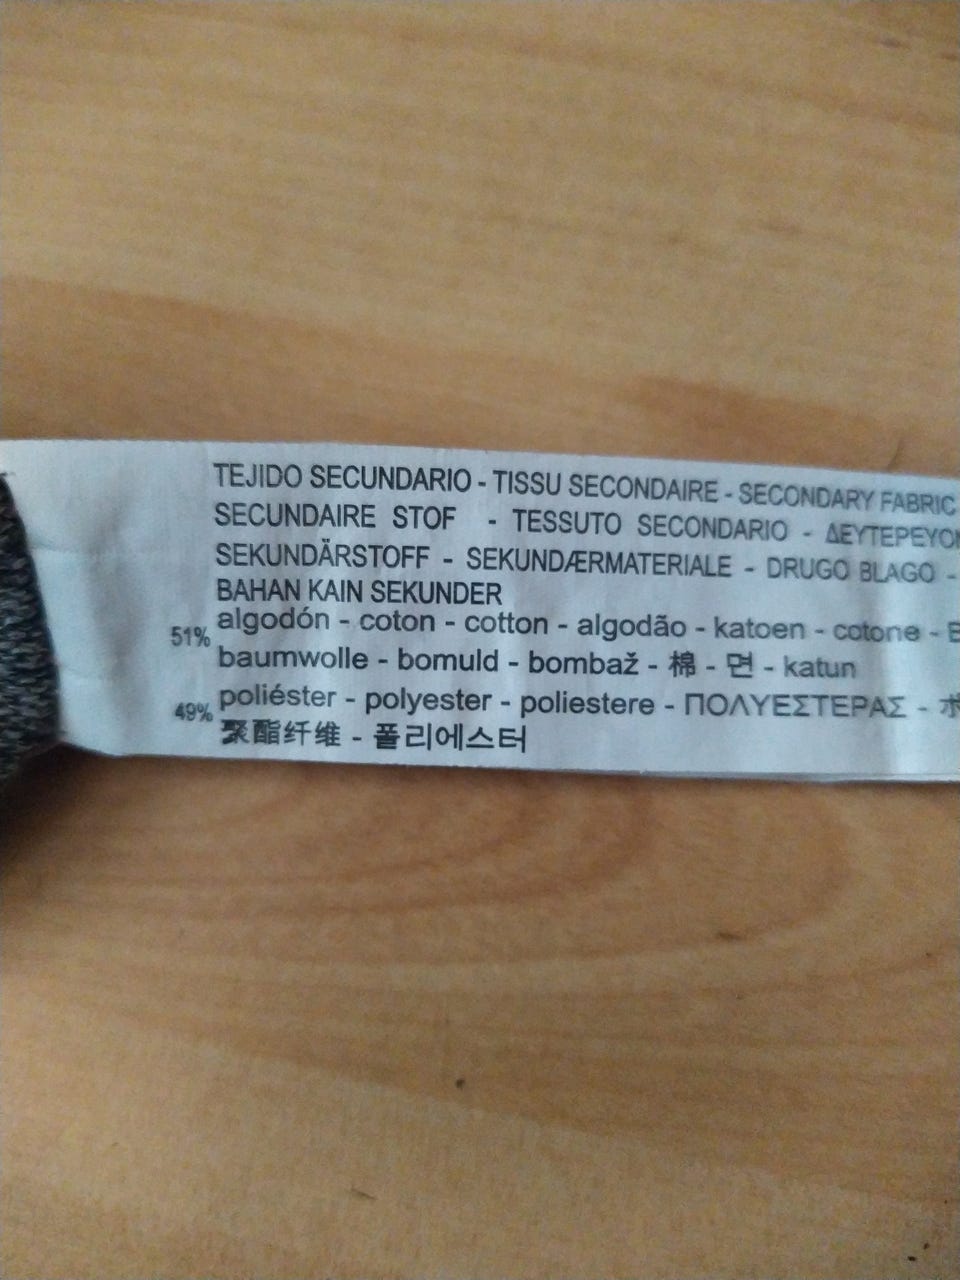 TEJIDO SECUNDARIO - TISSU SECONDAIRE - SECONDARY FABRIC
SECUNDAIRE STOF - TESSUTO SECONDARIO -
SEKUNDÄRSTOFF - SEKUNDÆRMATERIALE - DRUGO BLAGO -
BAHAN KAIN SEKUNDER
51% algodón - coton - cotton - algodão - katoen - cotone -
baumwolle - bomuld - bombaž - 棉 - 면 - katun
49% poliéster - polyester - poliestere - ΠΟΛΥΕΣΤΕΡΑΣ -
聚酯纤维 - 폴리에스터